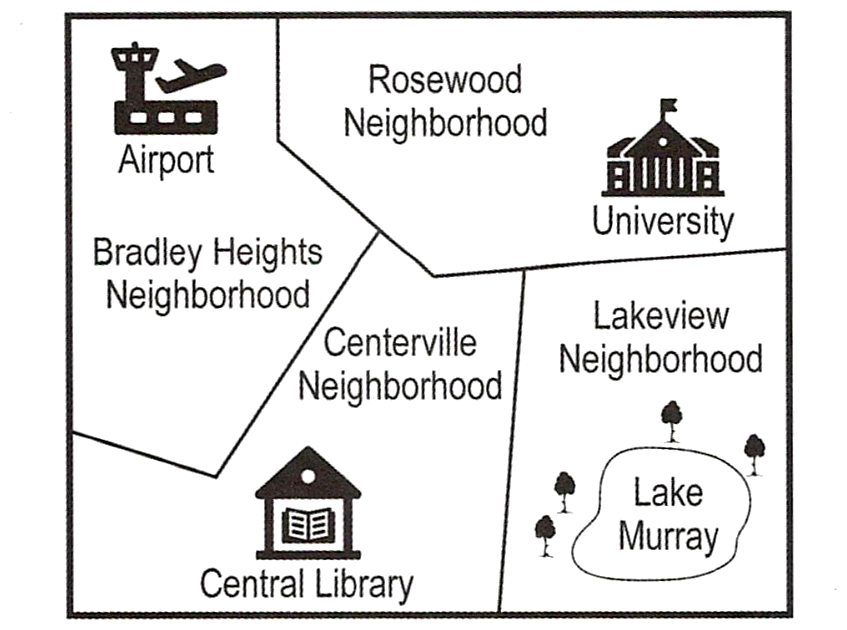 Airport
Rosewood
Neighborhood
University
Bradley Heights
Neighborhood
Centerville
Neighborhood
Lakeview
Neighborhood
Central Library
Lake
Murray